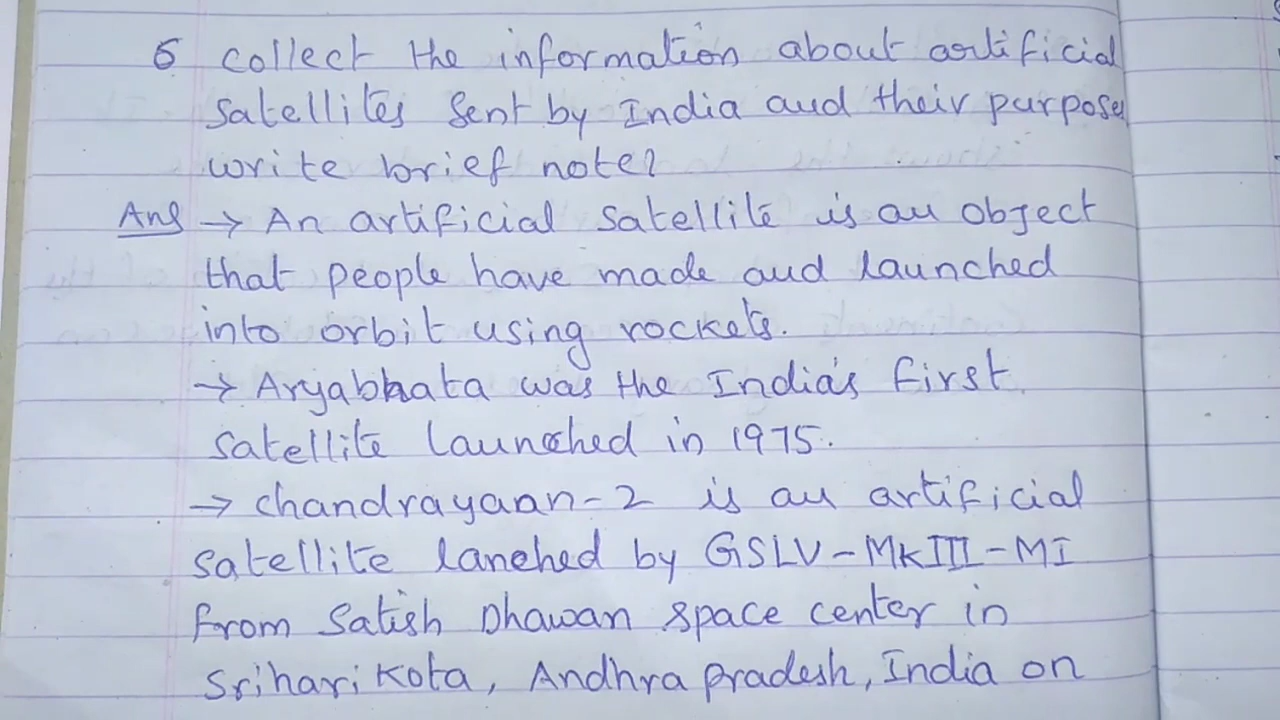 5 collect the information about artificial
satellites sent by India and their purpose
write brief note?
Ans → An artificial satellite is an object
that people have made and launched
into orbit using rockets.
→ Aryabhata was the India's first
satellite launched in 1975.
→ chandrayaan-2 is an artificial
satellite lanched by GSLV-MkIII-MI
from Satish Dhawan space center in
Srihari Kota, Andhra pradesh, India on